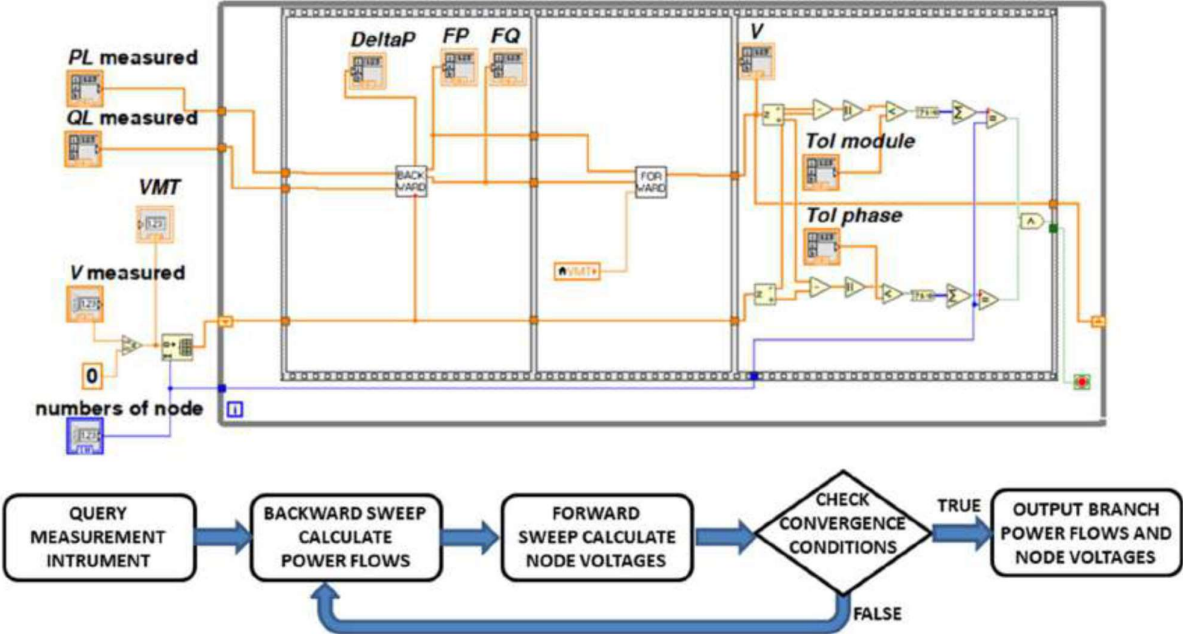 DeltaP
FP
FQ
V
PL measured
QL measured
Tol module
VMT
BACK
WARD
FOR
WARD
Tol phase
V measured
VMT
0
numbers of node
i
QUERY
MEASUREMENT
INTRUMENT
BACKWARD SWEEP
CALCULATE
POWER FLOWS
FORWARD
SWEEP CALCULATE
NODE VOLTAGES
CHECK
CONVERGENCE
CONDITIONS
TRUE
OUTPUT BRANCH
POWER FLOWS AND
NODE VOLTAGES
FALSE